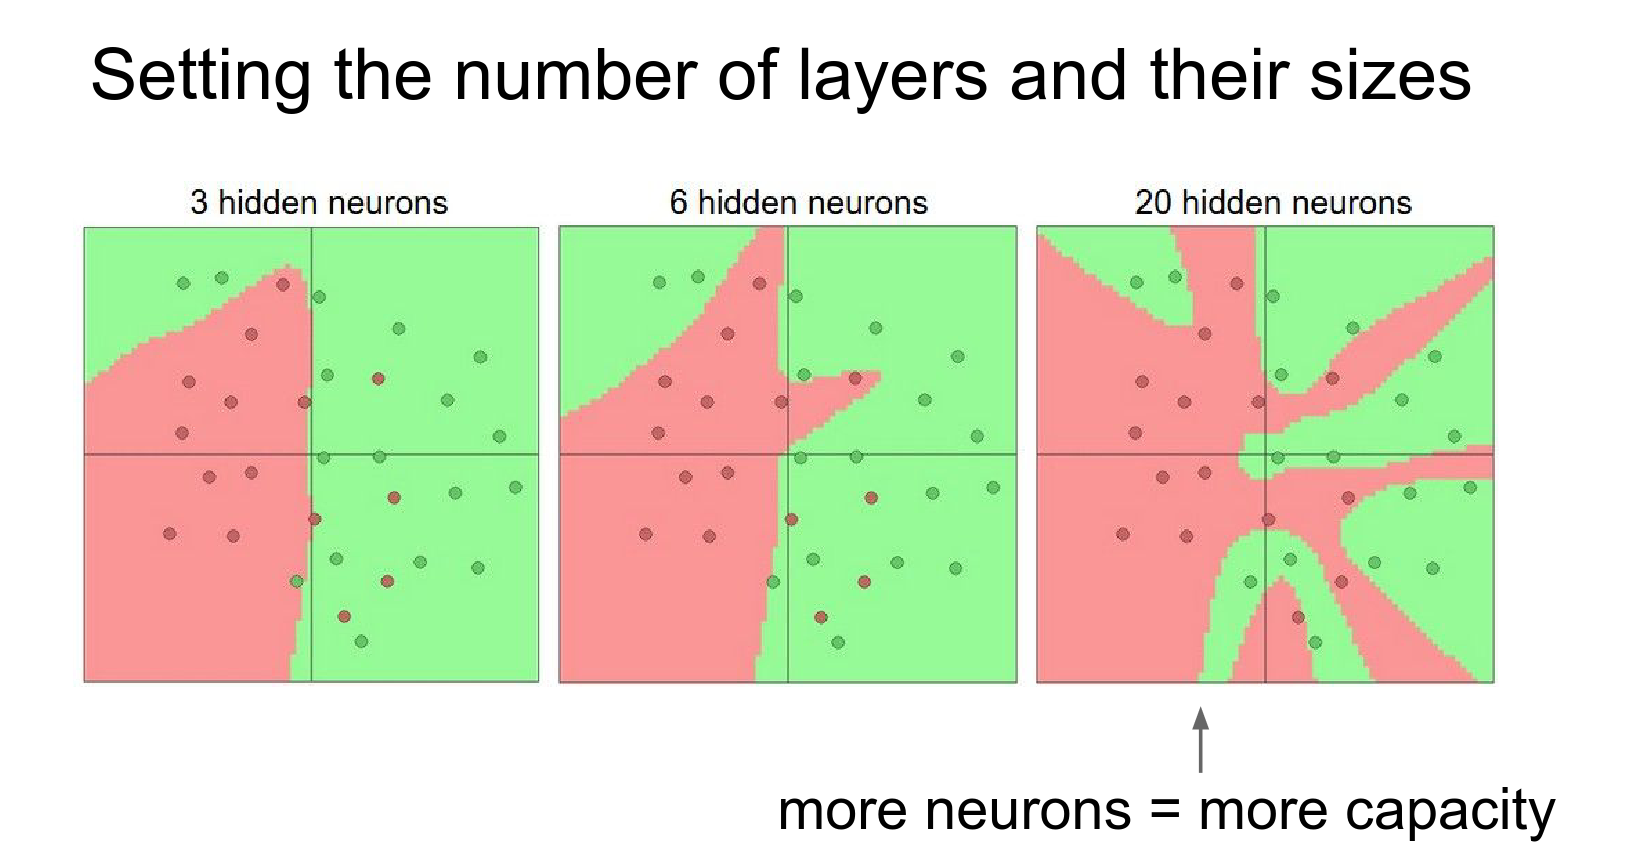 Setting the number of layers and their sizes
3 hidden neurons
6 hidden neurons
20 hidden neurons
more neurons = more capacity